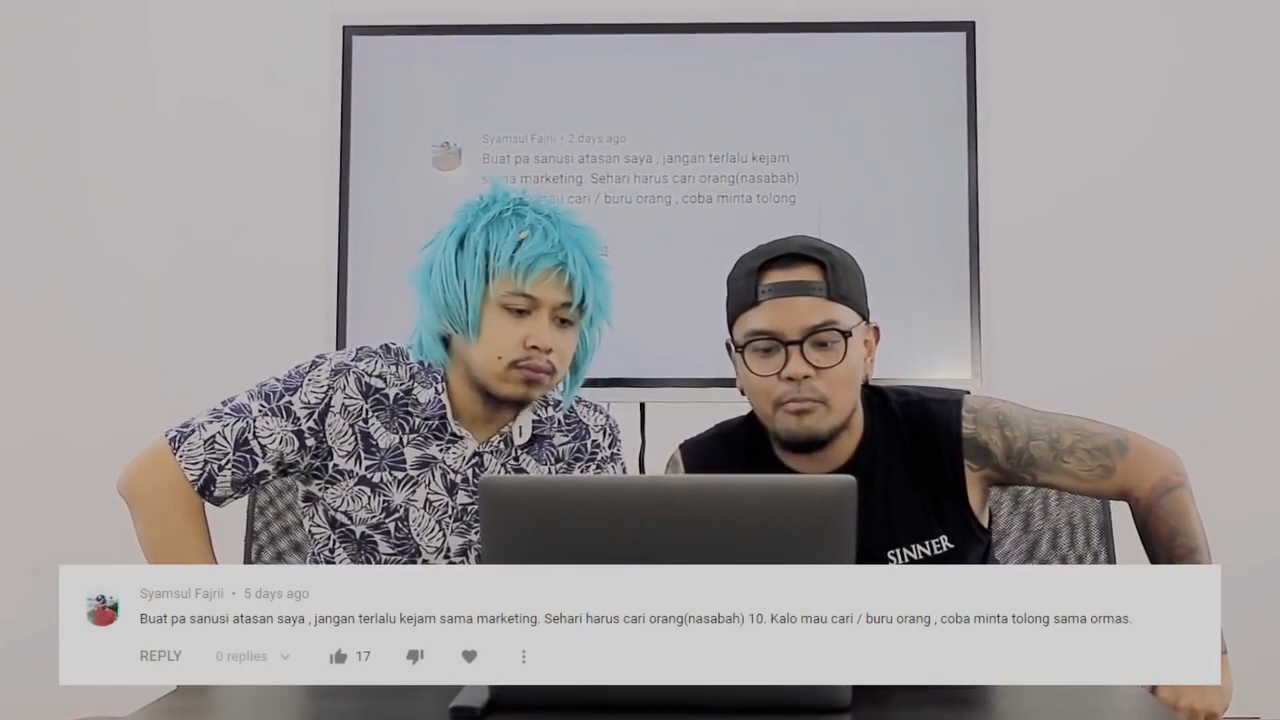 Syamsul Fajrii • 2 days ago
Buat pa sanusi atasan saya , jangan terlalu kejam
sama marketing. Sehari harus cari orang(nasabah)
mau cari / buru orang , coba minta tolong
SINNER
Syamsul Fajrii • 5 days ago
Buat pa sanusi atasan saya , jangan terlalu kejam sama marketing. Sehari harus cari orang(nasabah) 10. Kalo mau cari / buru orang , coba minta tolong sama ormas.
REPLY 0 replies 17